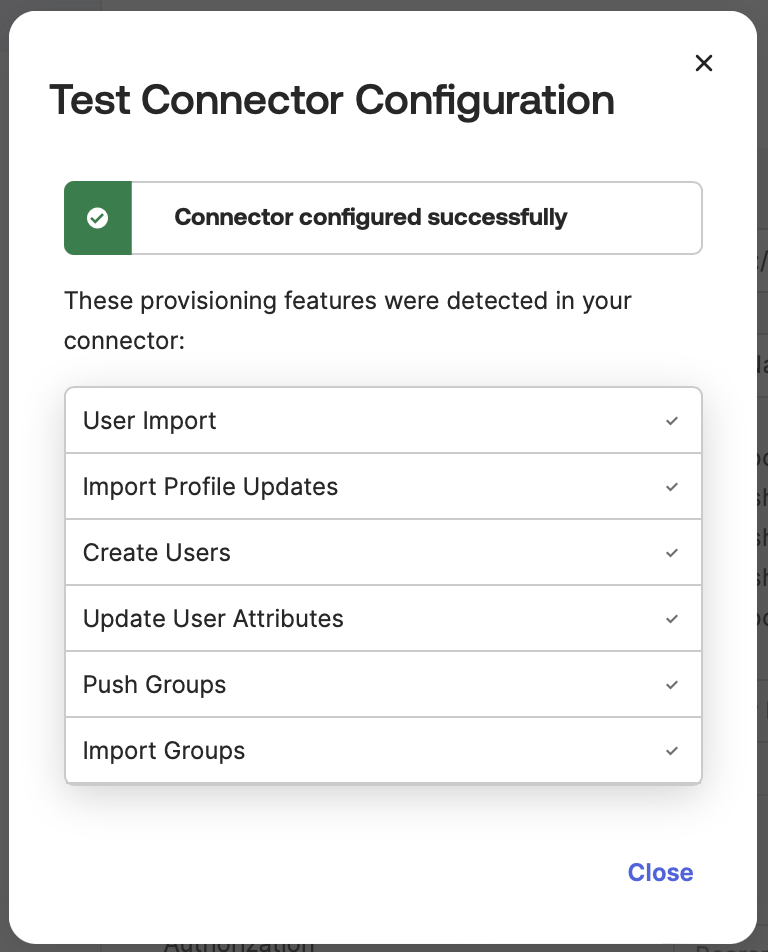 Test Connector Configuration
Connector configured successfully
These provisioning features were detected in your
connector:
User Import
Import Profile Updates
Create Users
Update User Attributes
Push Groups
Import Groups
Close
Authorization